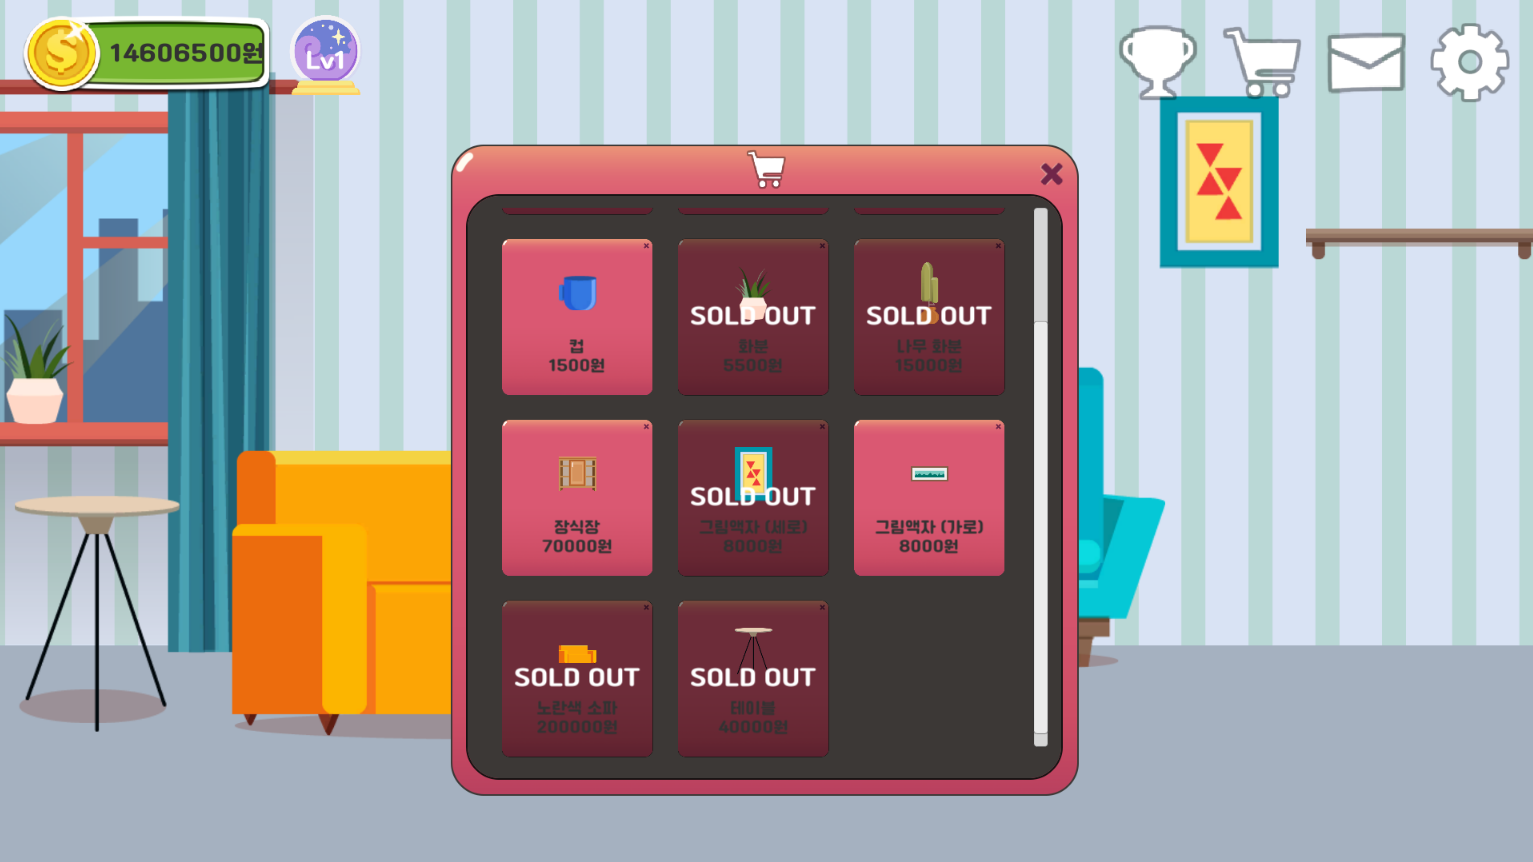 14606500원
Lv1
컵
1500원
SOLD OUT
화분
5500원
SOLD OUT
나무 화분
15000원
장식장
70000원
SOLD OUT
그림액자 (세로)
8000원
그림액자 (가로)
8000원
SOLD OUT
노란색 소파
200000원
SOLD OUT
테이블
40000원